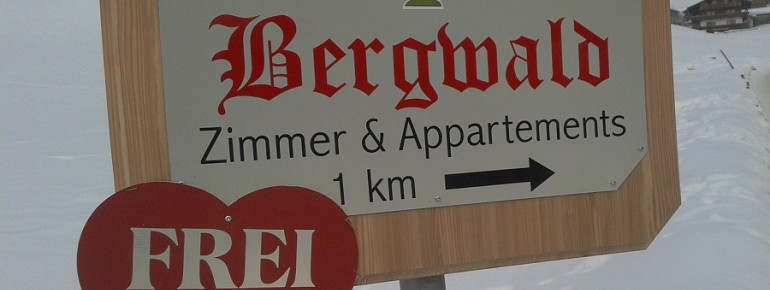 Bergwald
Zimmer & Appartements
1 km
FREI